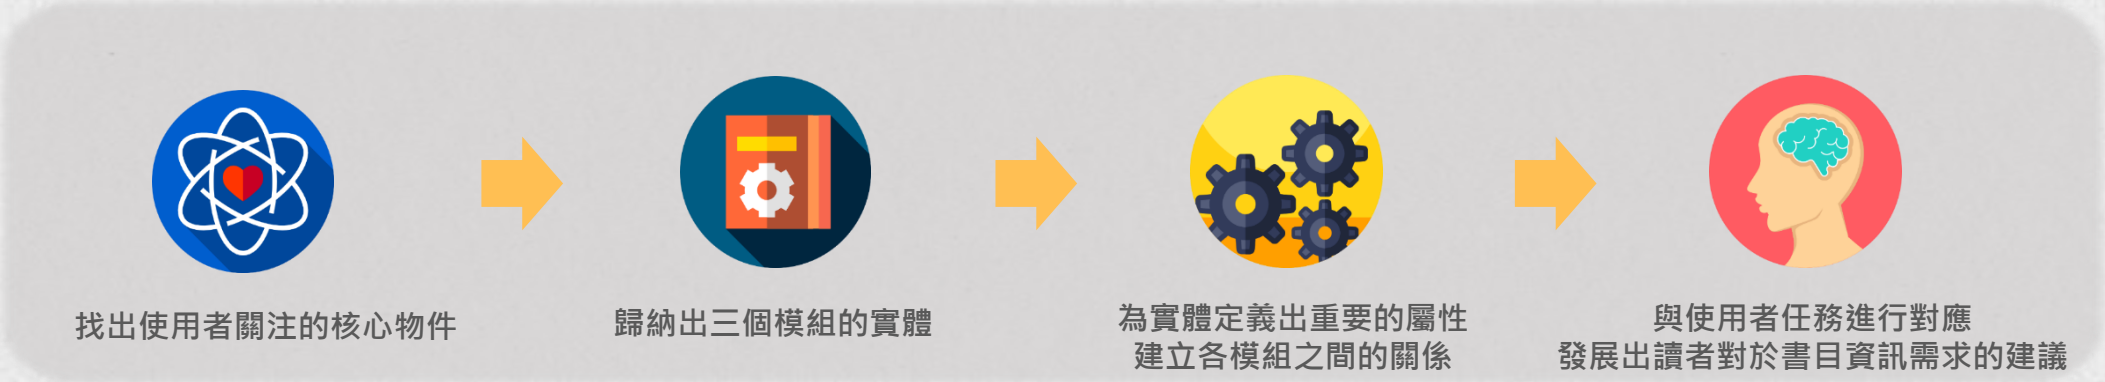 找出使用者關注的核心物件
歸納出三個模組的實體
為實體定義出重要的屬性
建立各模組之間的關係
與使用者任務進行對應
發展出讀者對於書目資訊需求的建議